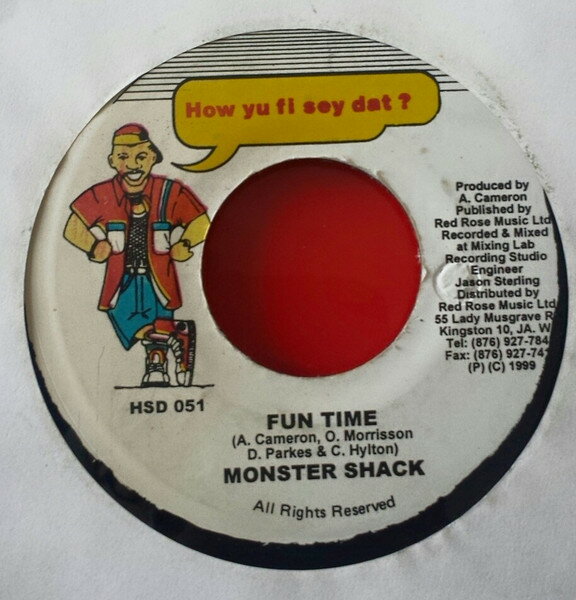 How yu fi sey dat ?
Produced by
A. Cameron
Published by
Red Rose Music Ltd
Recorded & Mixed
at Mixing Lab
Recording Studio
Engineer
Jason Sterling
Distributed by
Red Rose Music Ltd
55 Lady Musgrave R
Kingston 10, JA. W
Tel: (876) 927-784
Fax: (876) 927-74
(P) (C) 1999
HSD 051
FUN TIME
(A. Cameron, O. Morrisson
D. Parkes & C. Hylton)
MONSTER SHACK
All Rights Reserved